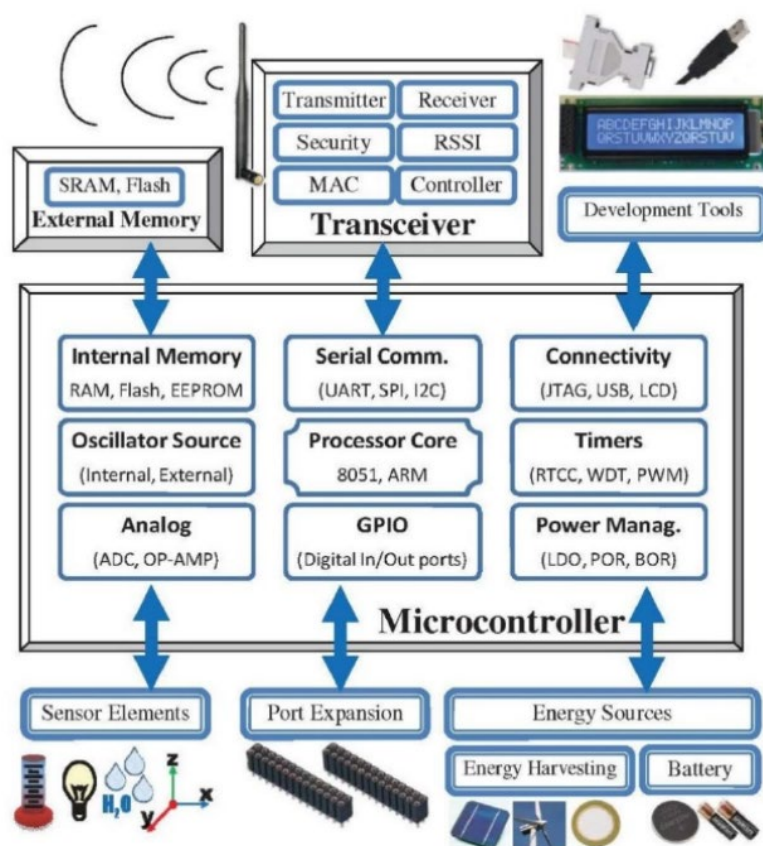 Transmitter
Receiver
Security
RSSI
MAC
Controller
Transceiver
SRAM, Flash
External Memory
ABCDEFGHIJKLMNOP
QRSTUVWXYZQRSTUVV
Development Tools
Internal Memory
RAM, Flash, EEPROM
Serial Comm.
(UART, SPI, I2C)
Connectivity
(JTAG, USB, LCD)
Oscillator Source
(Internal, External)
Processor Core
8051, ARM
Timers
(RTCC, WDT, PWM)
Analog
(ADC, OP-AMP)
GPIO
(Digital In/Out ports)
Power Manag.
(LDO, POR, BOR)
Microcontroller
Sensor Elements
Port Expansion
Energy Sources
Energy Harvesting
Battery
H₂O
z
x
y